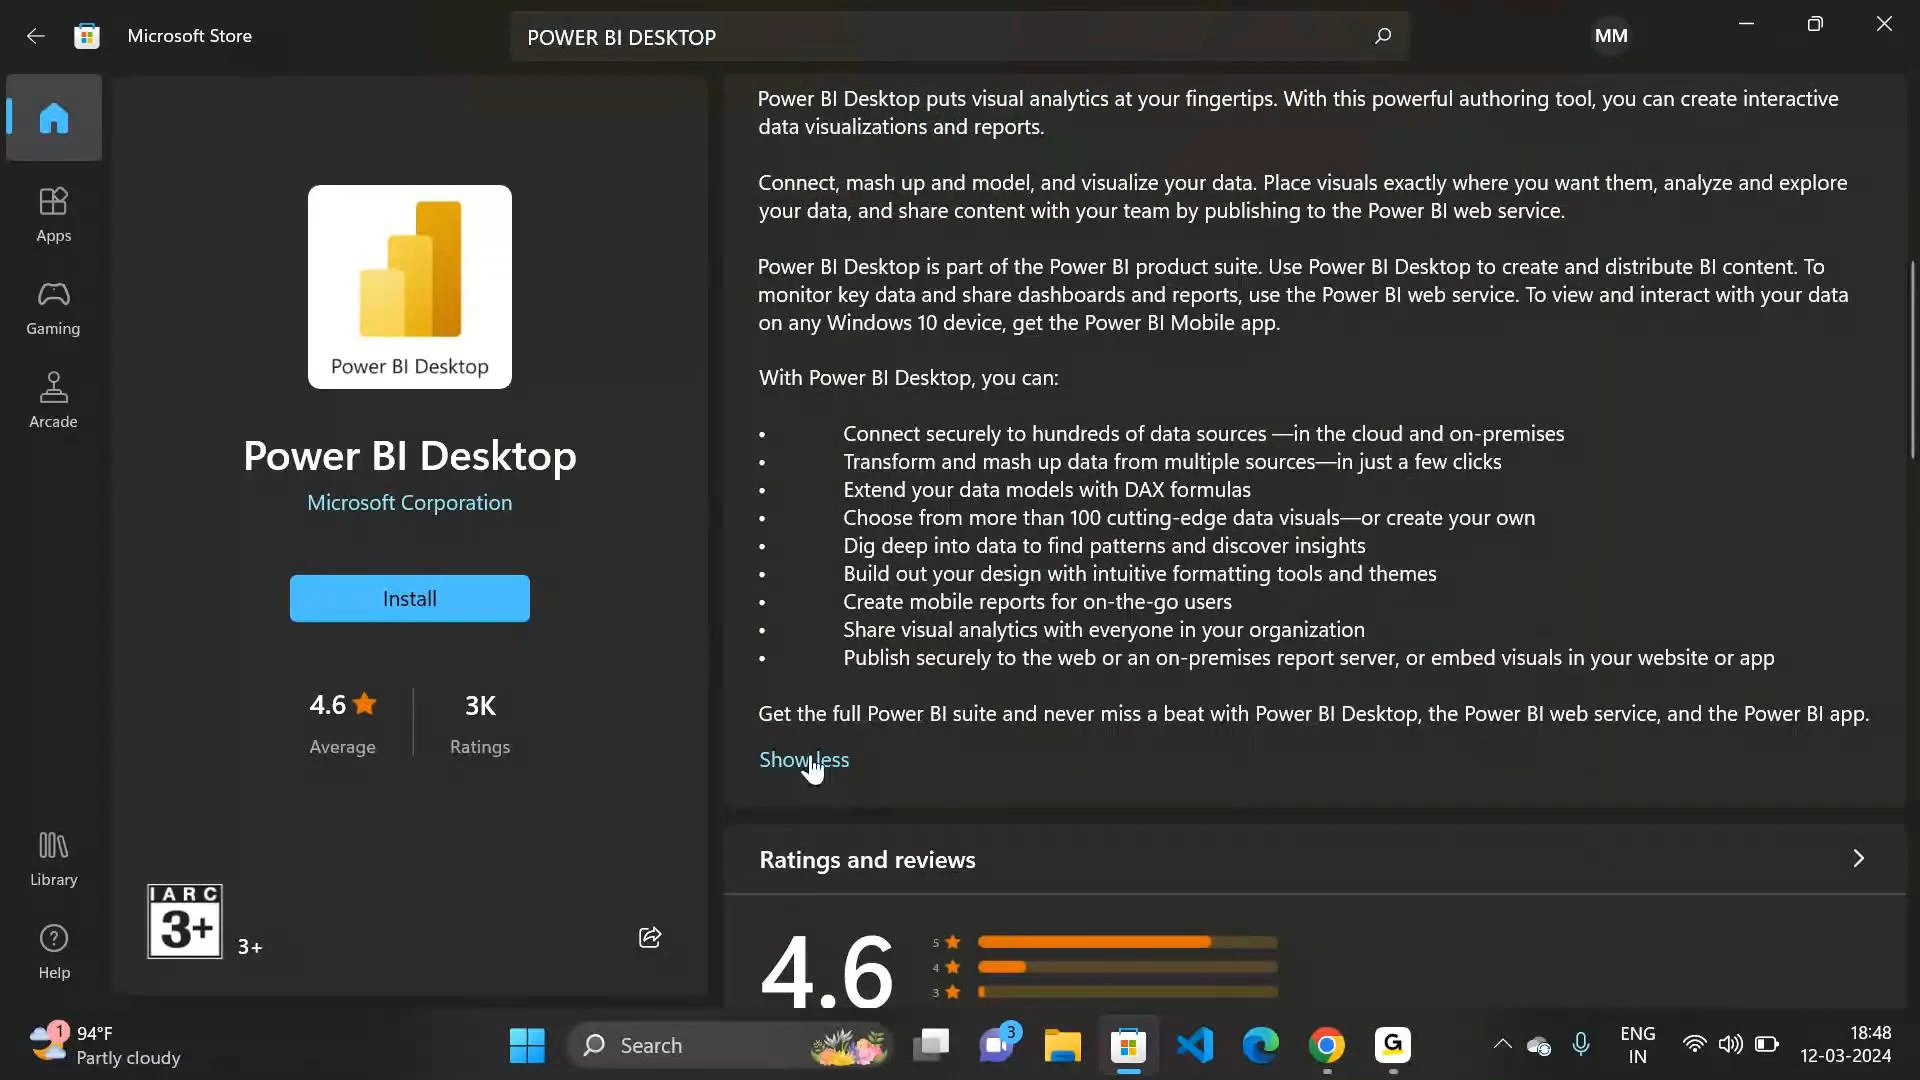 Microsoft Store
POWER BI DESKTOP
MM
Apps
Gaming
Arcade
Library
Help
Power BI Desktop
Power BI Desktop
Microsoft Corporation
Install
4.6
Average
3K
Ratings
IARC
3+
3+
Power BI Desktop puts visual analytics at your fingertips. With this powerful authoring tool, you can create interactive
data visualizations and reports.
Connect, mash up and model, and visualize your data. Place visuals exactly where you want them, analyze and explore
your data, and share content with your team by publishing to the Power BI web service.
Power BI Desktop is part of the Power BI product suite. Use Power BI Desktop to create and distribute BI content. To
monitor key data and share dashboards and reports, use the Power BI web service. To view and interact with your data
on any Windows 10 device, get the Power BI Mobile app.
With Power BI Desktop, you can:
• Connect securely to hundreds of data sources —in the cloud and on-premises
• Transform and mash up data from multiple sources—in just a few clicks
• Extend your data models with DAX formulas
• Choose from more than 100 cutting-edge data visuals—or create your own
• Dig deep into data to find patterns and discover insights
• Build out your design with intuitive formatting tools and themes
• Create mobile reports for on-the-go users
• Share visual analytics with everyone in your organization
• Publish securely to the web or an on-premises report server, or embed visuals in your website or app
Get the full Power BI suite and never miss a beat with Power BI Desktop, the Power BI web service, and the Power BI app.
Show less
Ratings and reviews
4.6
5
4
3
1
94°F
Partly cloudy
Search
3
G
ENG
IN
18:48
12-03-2024